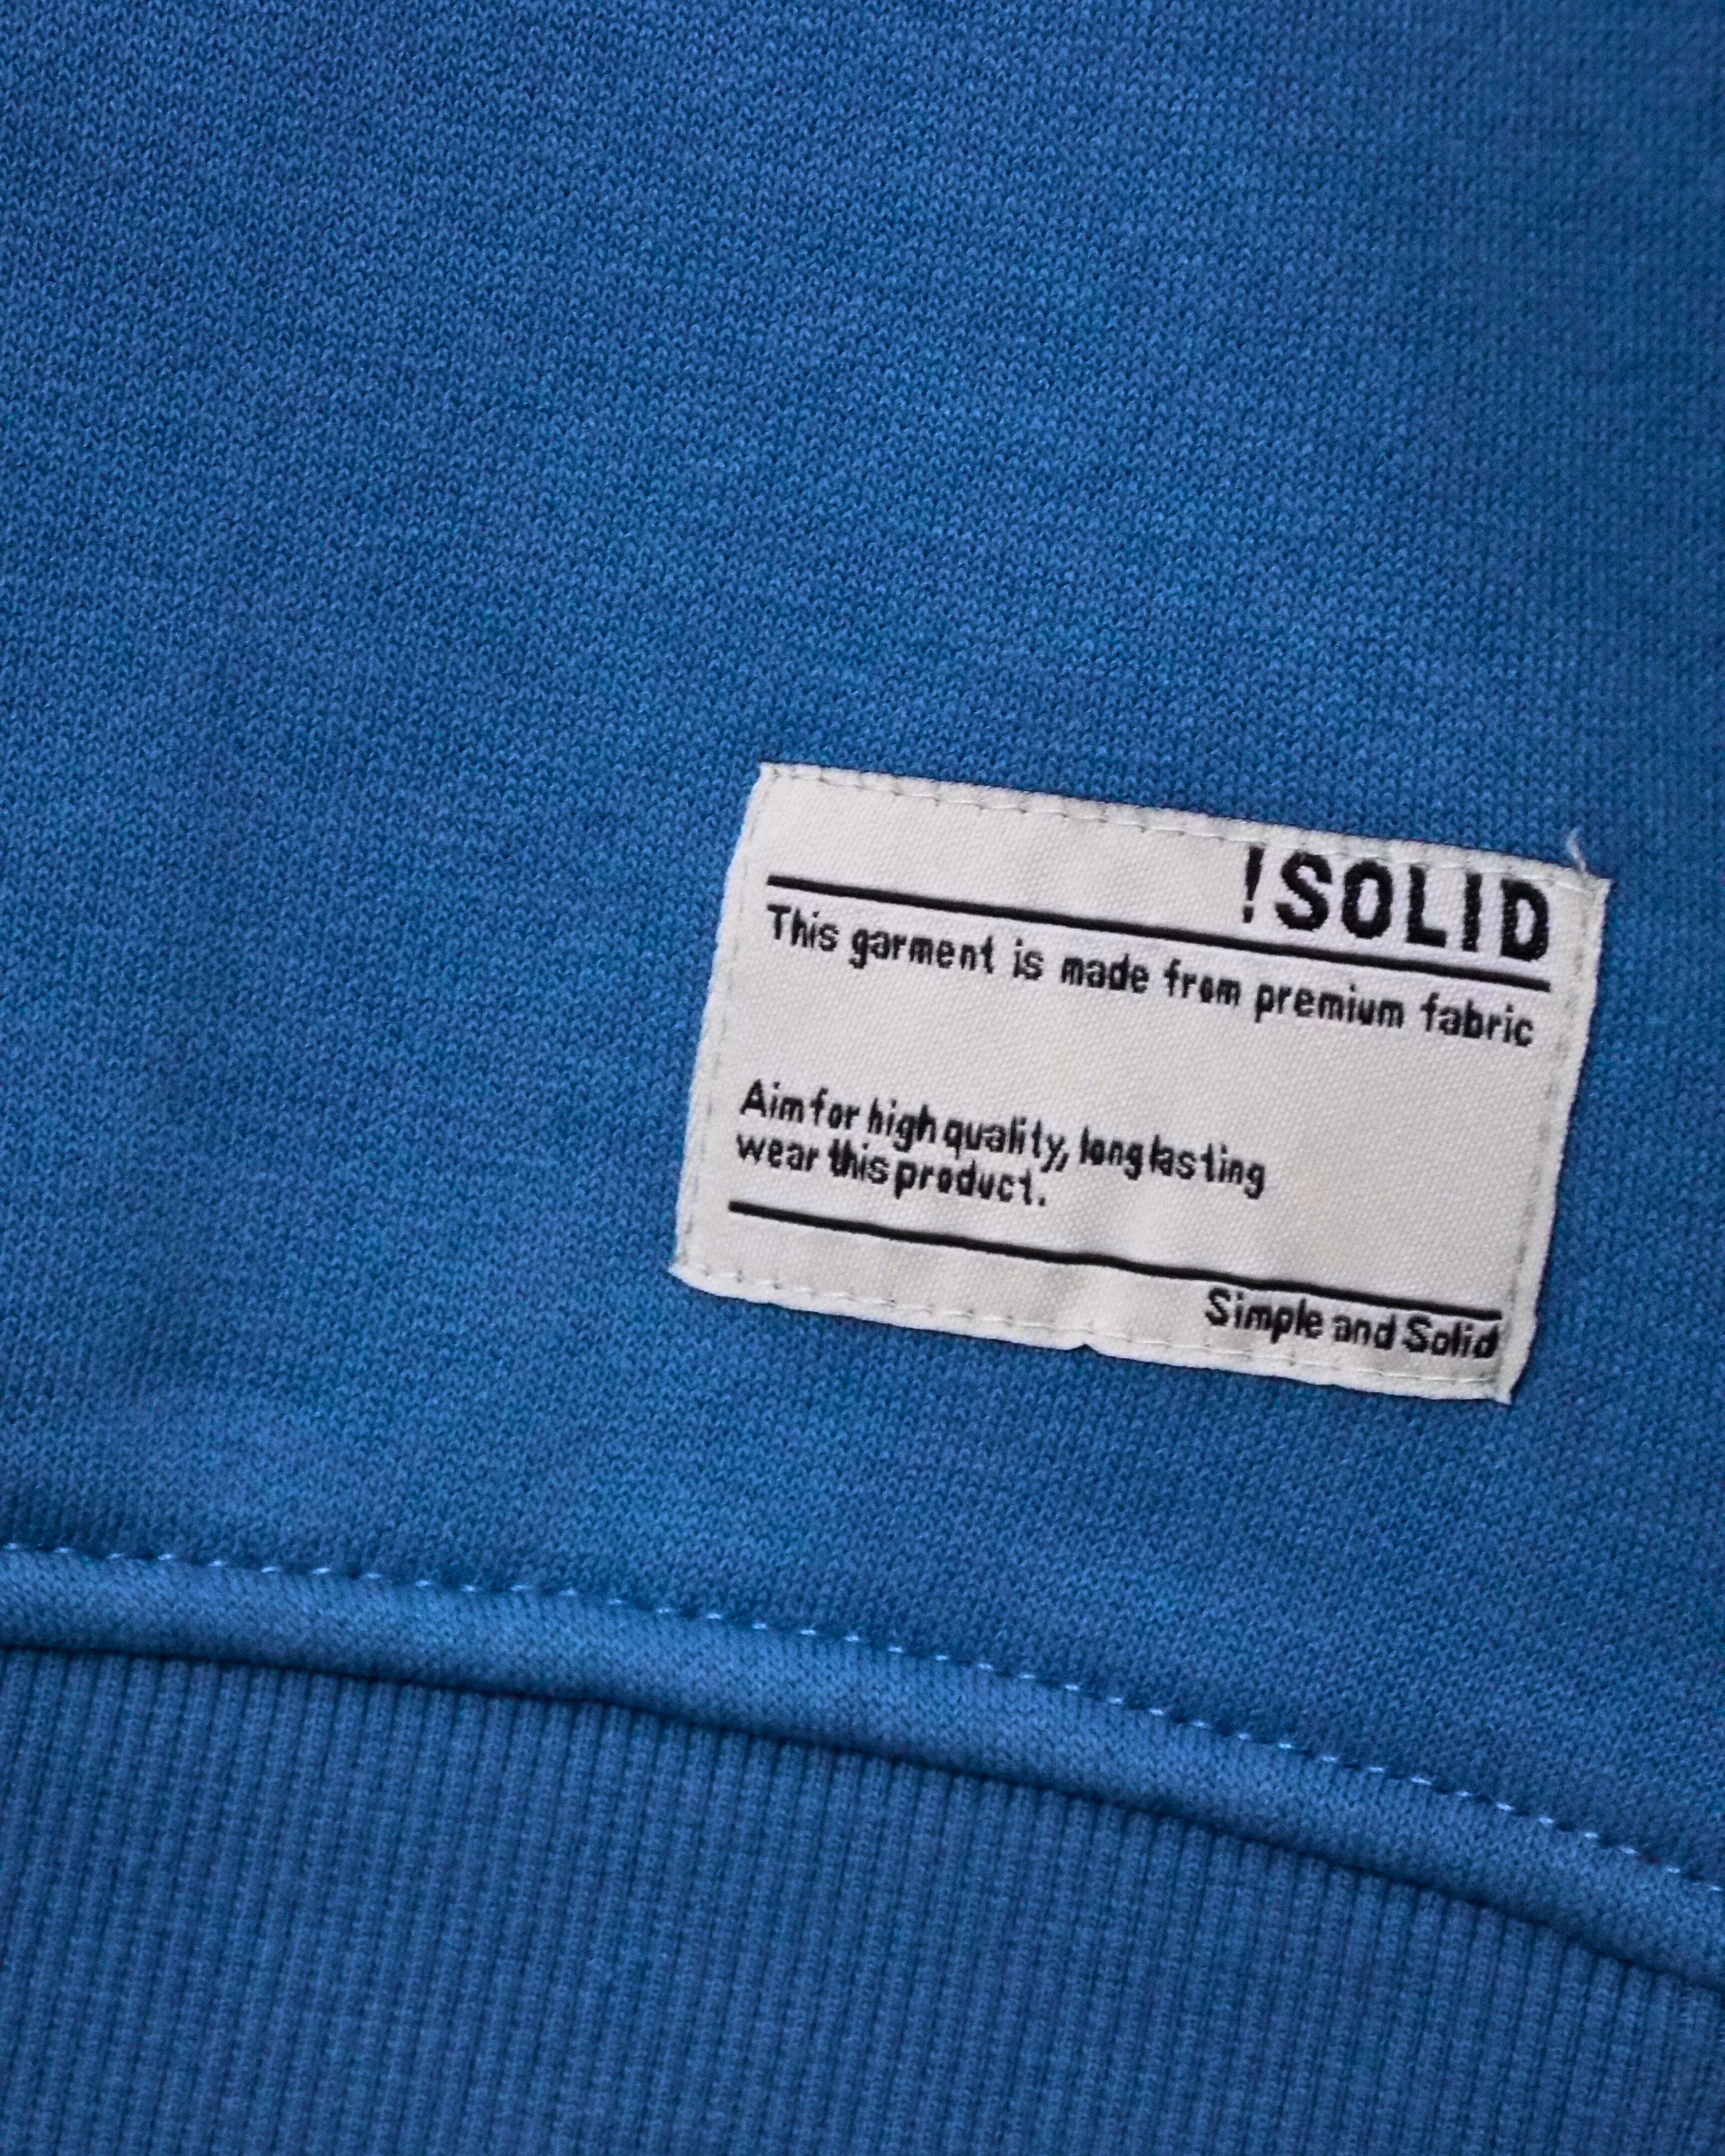 !SOLID
This garment is made from premium fabric
Aim for high quality, long lasting
wear this product.
Simple and Solid